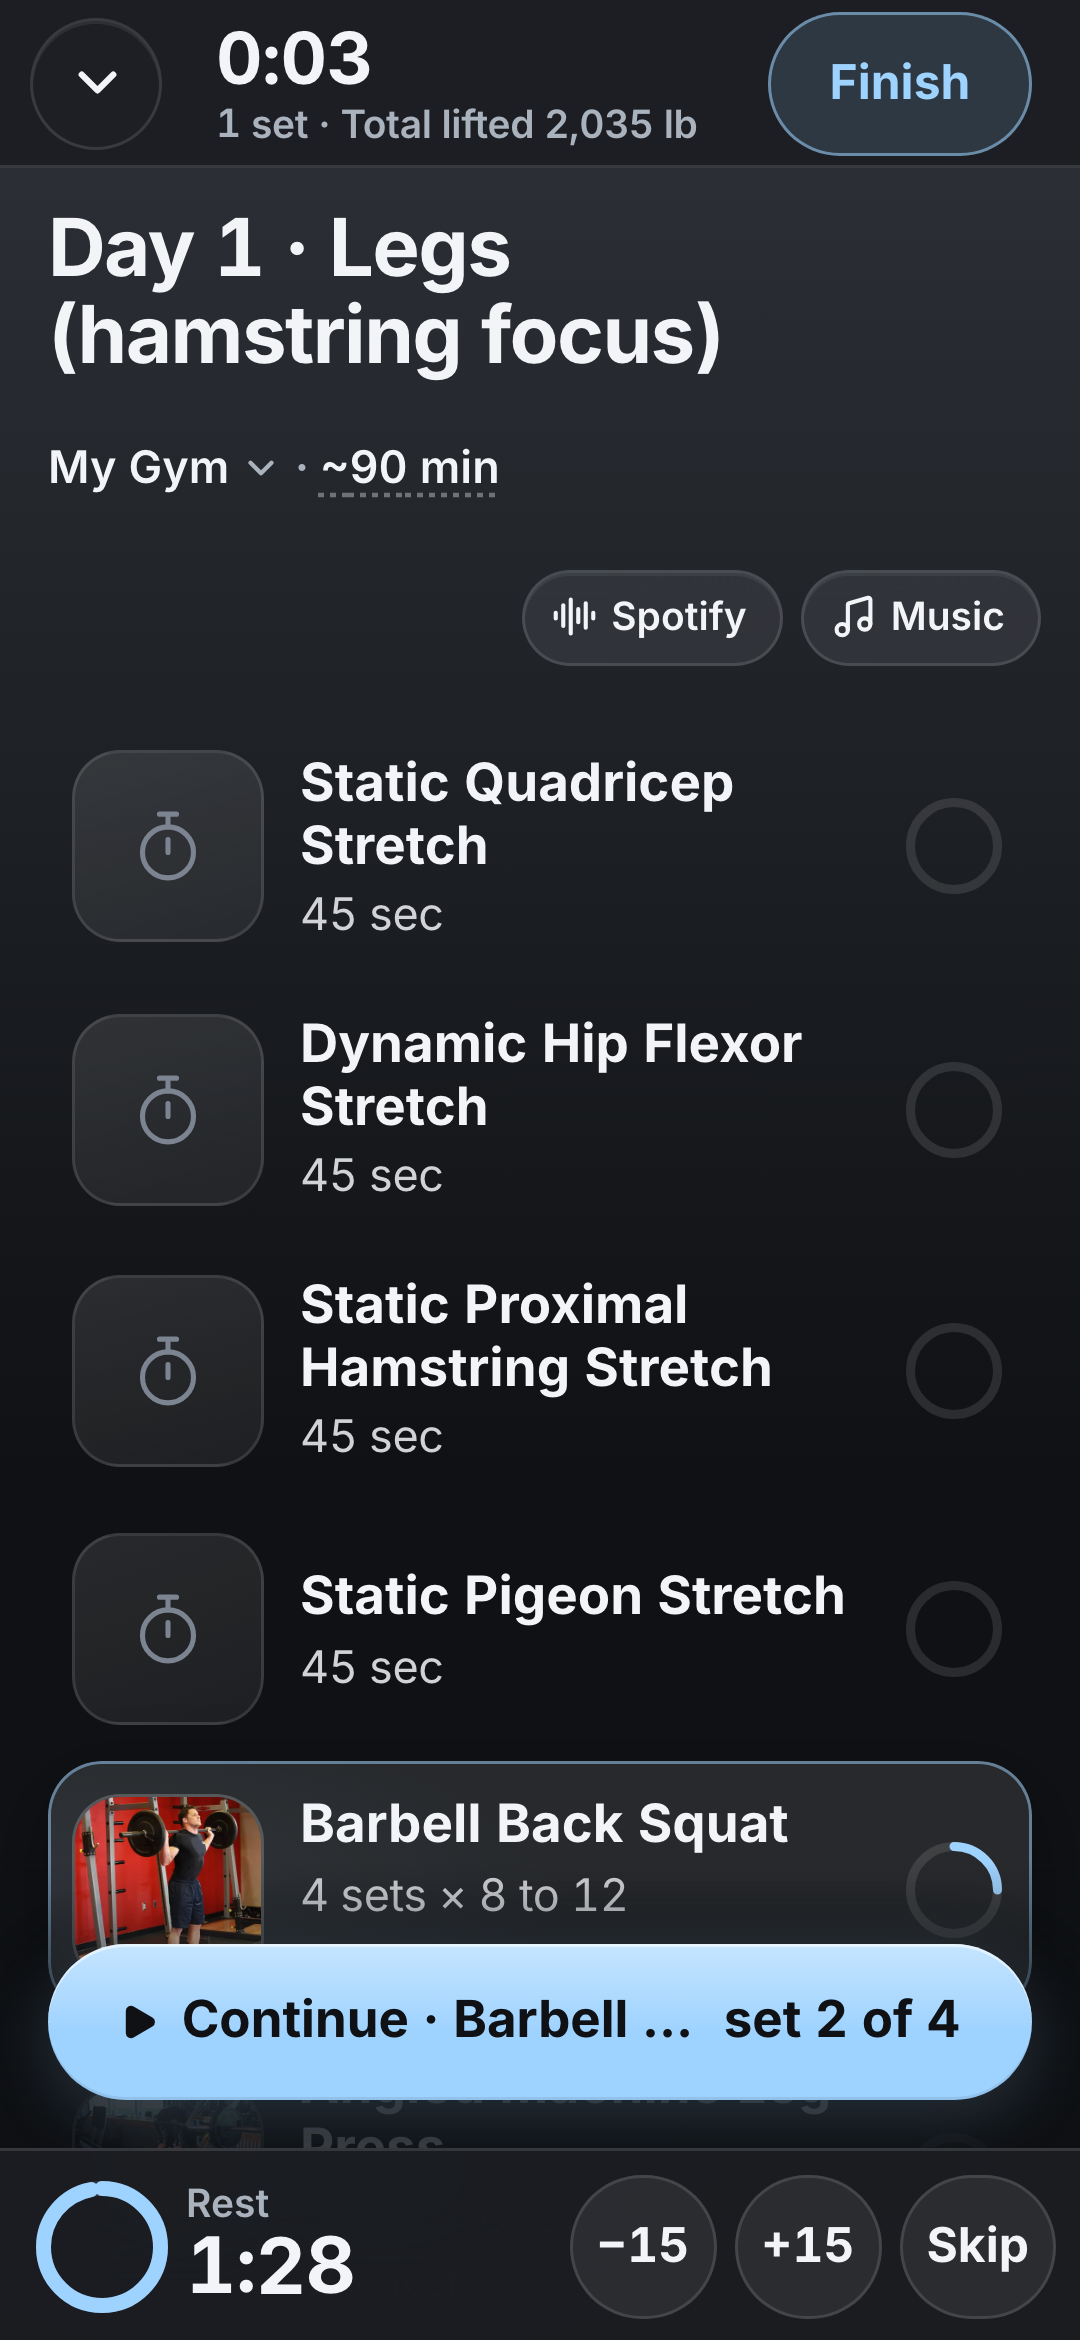 0:03
1 set · Total lifted 2,035 lb
Finish
Day 1 · Legs
(hamstring focus)
My Gym · ~90 min
Spotify
Music
Static Quadricep
Stretch
45 sec
Dynamic Hip Flexor
Stretch
45 sec
Static Proximal
Hamstring Stretch
45 sec
Static Pigeon Stretch
45 sec
Barbell Back Squat
4 sets × 8 to 12
Continue · Barbell ... set 2 of 4
Press
Rest
1:28
−15
+15
Skip